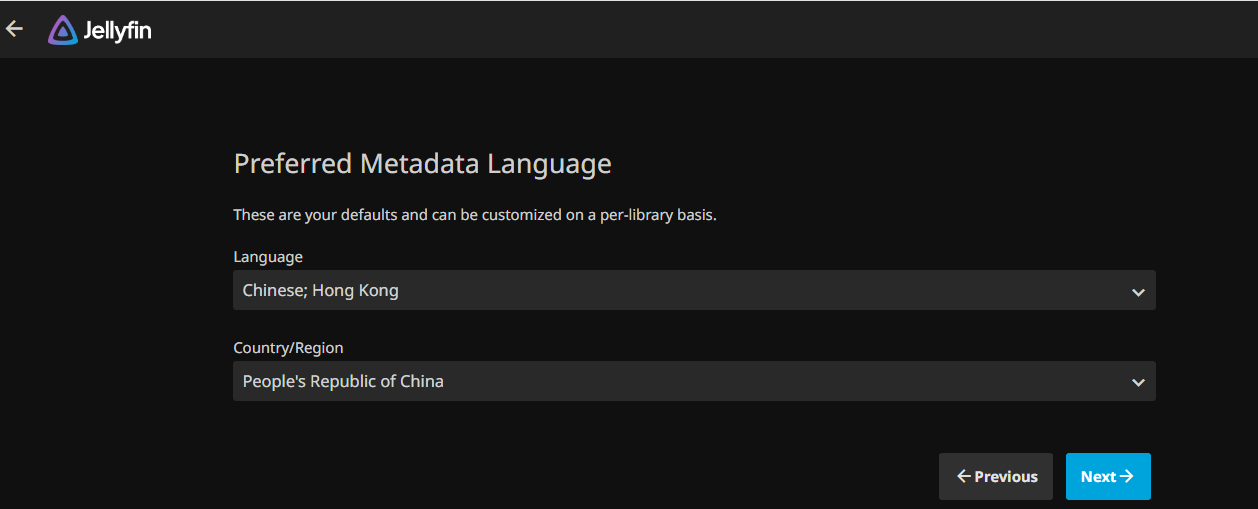 Jellyfin
Preferred Metadata Language
These are your defaults and can be customized on a per-library basis.
Language
Chinese; Hong Kong
Country/Region
People's Republic of China
Previous
Next